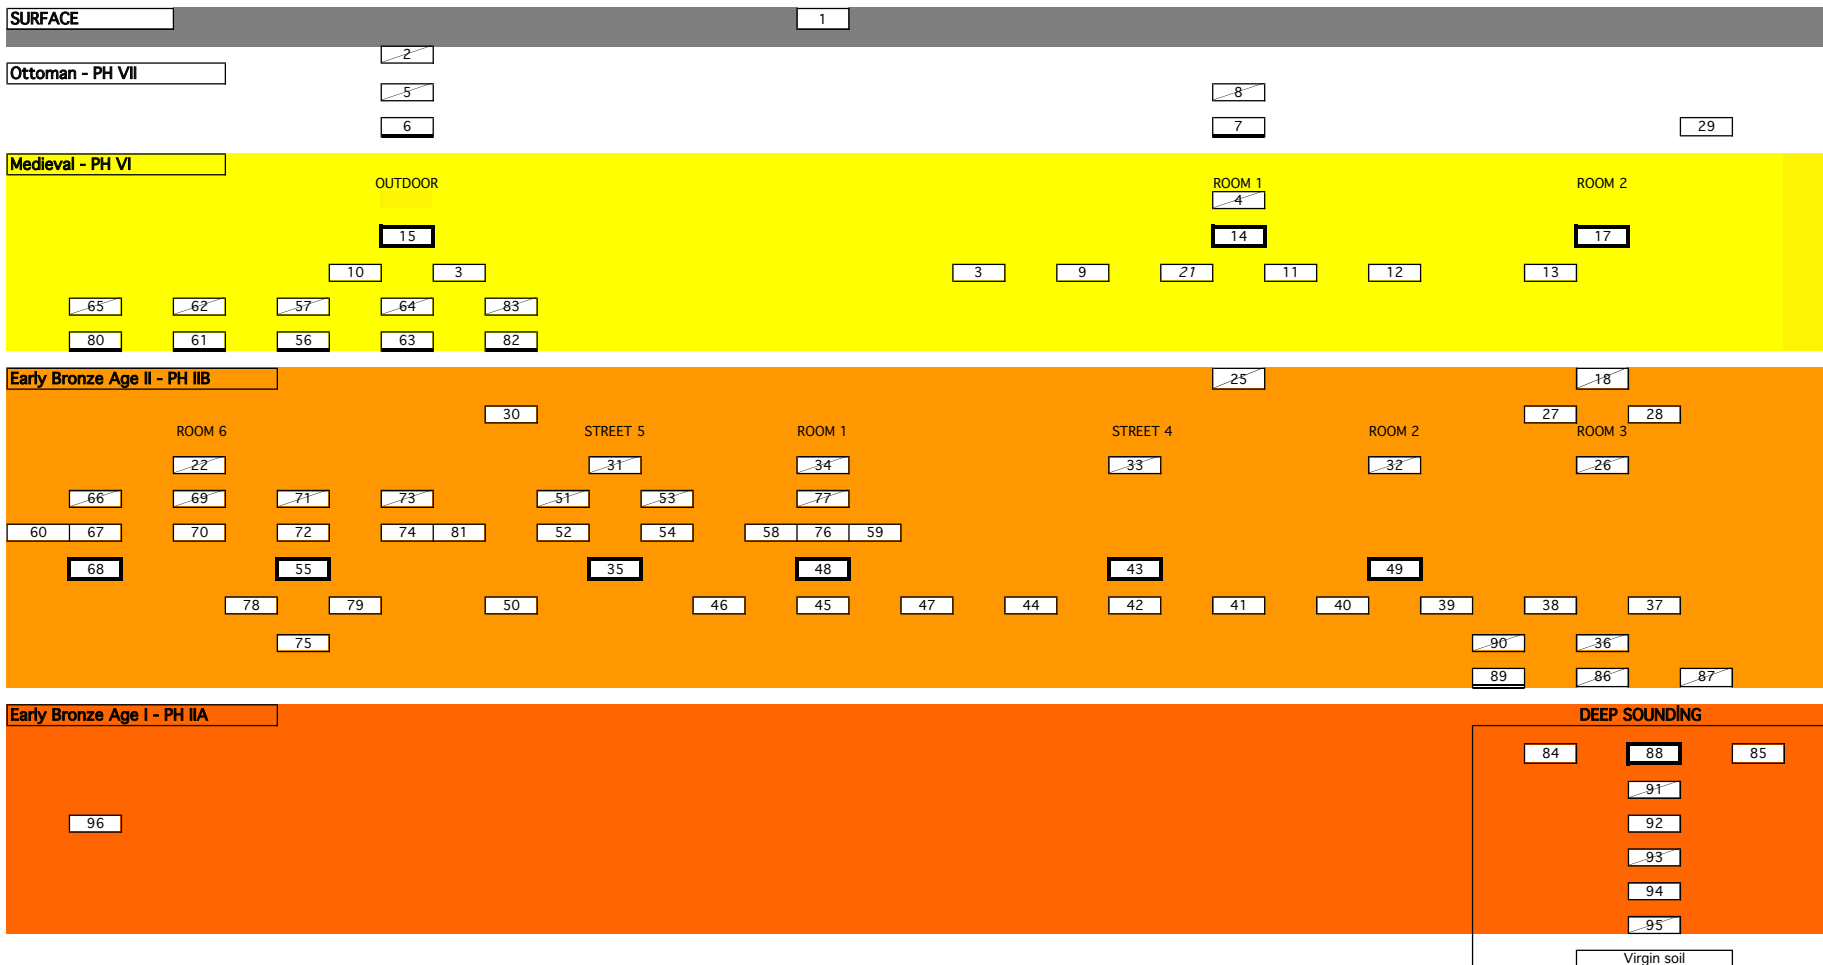 SURFACE 1
2
Ottoman - PH VII
5 8
6 7 29
Medieval - PH VI
OUTDOOR ROOM 1 ROOM 2
4
15 14 17
10 3 3 9 21 11 12 13
65 62 57 64 83
80 61 56 63 82
Early Bronze Age II - PH IIB 25 18
30 27 28
ROOM 6 STREET 5 ROOM 1 STREET 4 ROOM 2 ROOM 3
22 31 34 33 32 26
66 69 71 73 51 53 77
60 67 70 72 74 81 52 54 58 76 59
68 55 35 48 43 49
78 79 50 46 45 47 44 42 41 40 39 38 37
75 90 36
89 86 87
Early Bronze Age I - PH IIA DEEP SOUNDİNG
84 88 85
91
96 92
93
94
95
Virgin soil